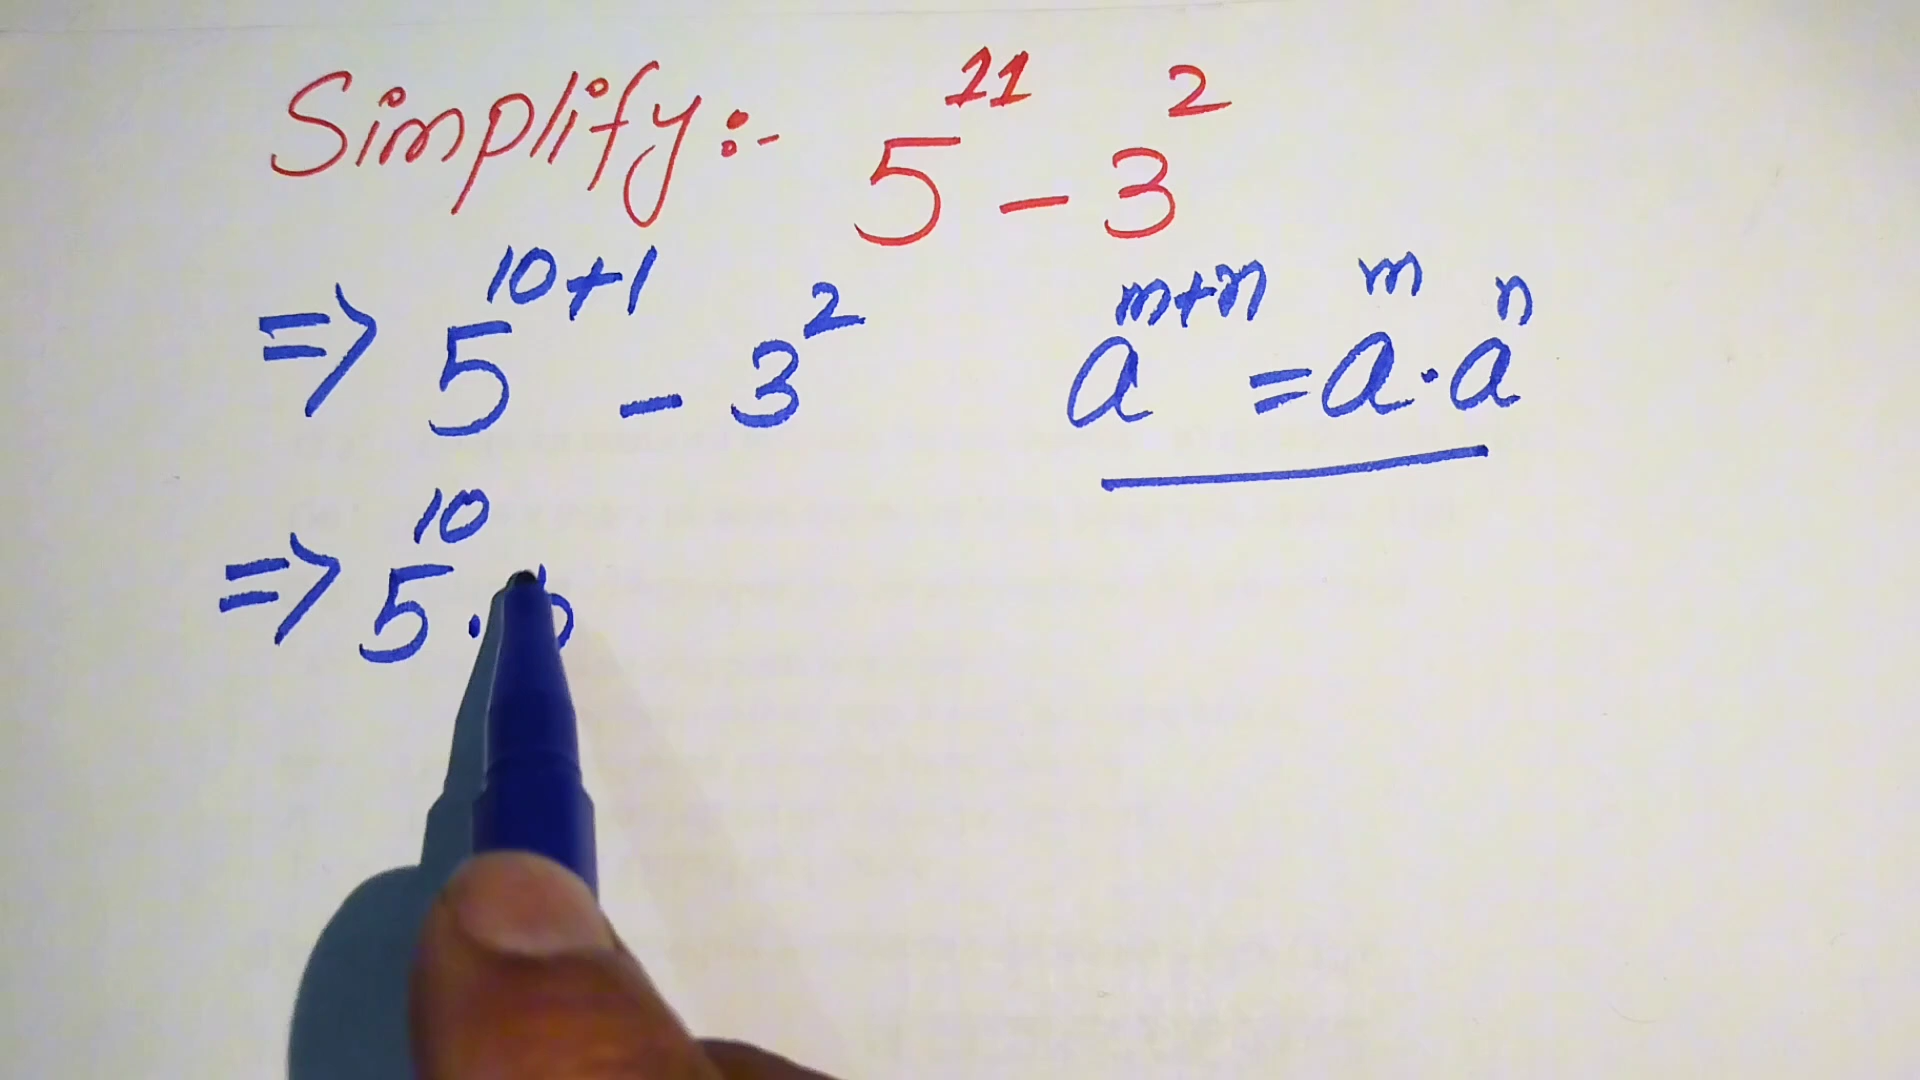 Simplify:- 5^11 - 3^2
=> 5^10+1 - 3^2 a^m+n = a^m · a^n
=> 5^10 ·